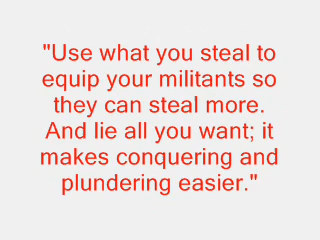 "Use what you steal to
equip your militants so
they can steal more.
And lie all you want; it
makes conquering and
plundering easier."